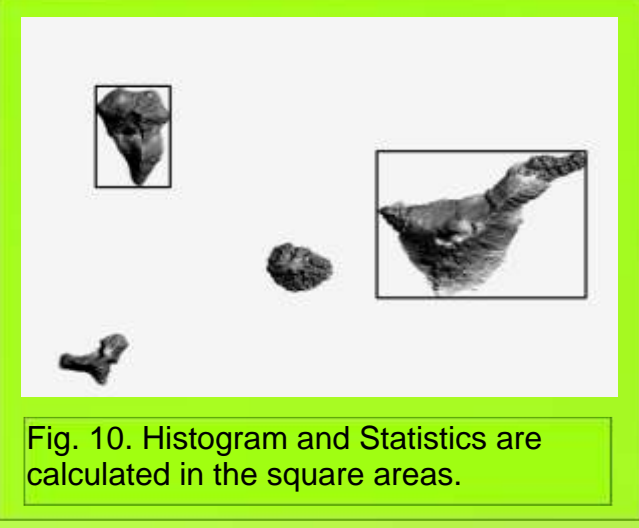 Fig. 10. Histogram and Statistics are
calculated in the square areas.